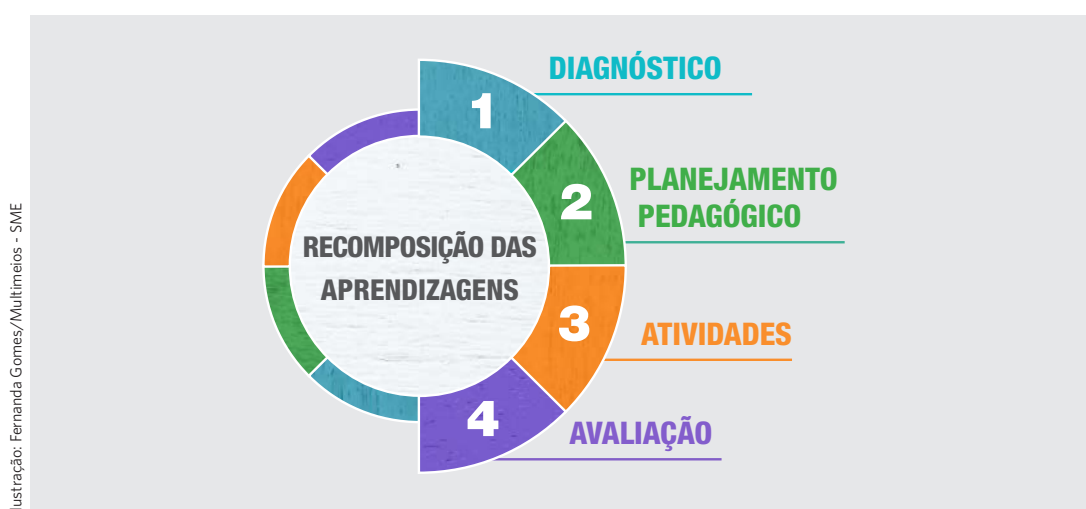 1
DIAGNÓSTICO
2
PLANEJAMENTO
PEDAGÓGICO
RECOMPOSIÇÃO DAS
APRENDIZAGENS
3
ATIVIDADES
4
AVALIAÇÃO
lustração: Fernanda Gomes/Multimeios - SME